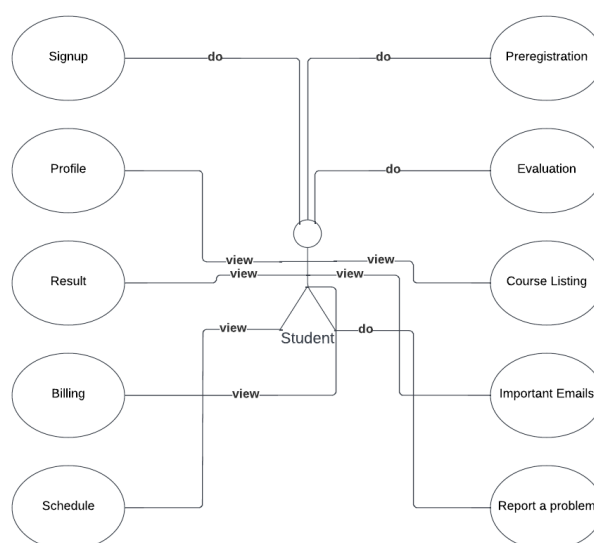 Signup
do
do
Preregistration
Profile
do
Evaluation
view
view
Result
view
view
Course Listing
view
Student
do
Billing
view
Important Emails
Schedule
Report a problem